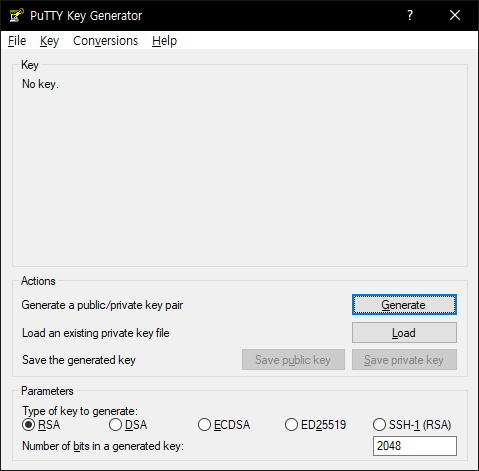 PuTTY Key Generator
File Key Conversions Help
Key
No key.
Actions
Generate a public/private key pair Generate
Load an existing private key file Load
Save the generated key Save public key Save private key
Parameters
Type of key to generate:
RSA DSA ECDSA ED25519 SSH-1 (RSA)
Number of bits in a generated key: 2048